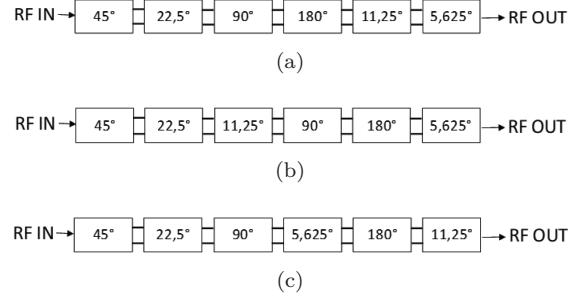 RF IN 45° 22,5° 90° 180° 11,25° 5,625° RF OUT
(a)
RF IN 45° 22,5° 11,25° 90° 180° 5,625° RF OUT
(b)
RF IN 45° 22,5° 90° 5,625° 180° 11,25° RF OUT
(c)